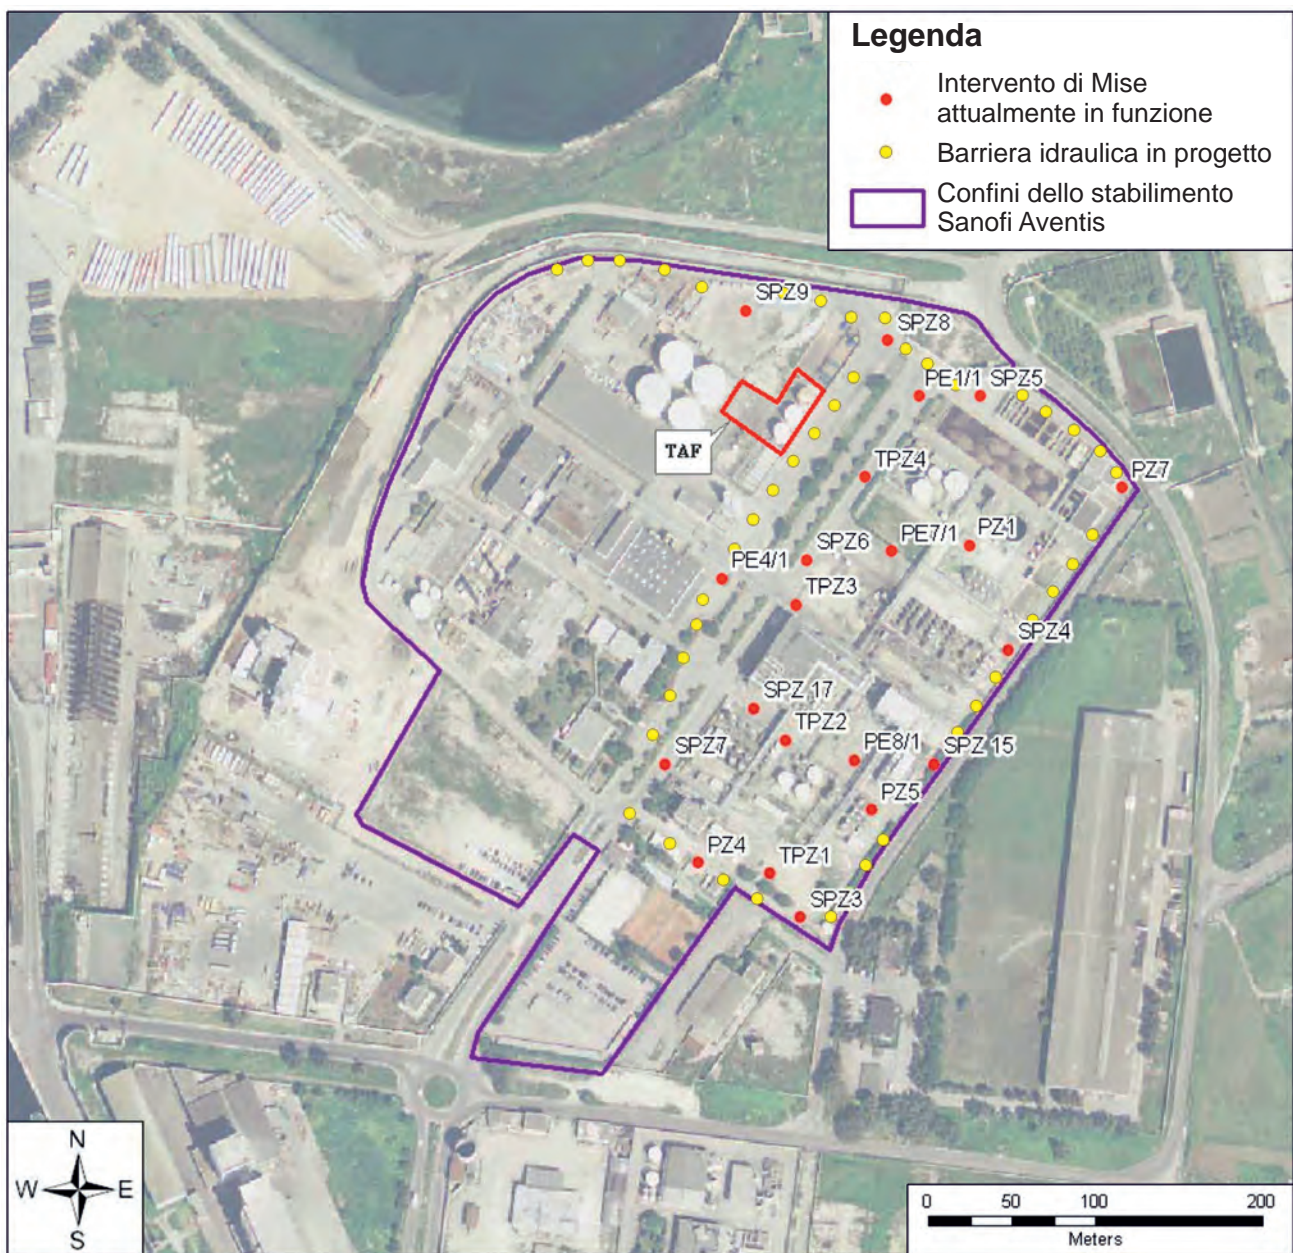 Legenda
Intervento di Mise
attualmente in funzione
Barriera idraulica in progetto
Confini dello stabilimento
Sanofi Aventis
SPZ9
SPZ8
PE1/1
SPZ5
TAF
TPZ4
PZ7
SPZ6
PE7/1
PZ1
PE4/1
TPZ3
SPZ4
SPZ 17
TPZ2
SPZ7
PE8/1
SPZ 15
PZ5
PZ4
TPZ1
SPZ3
N
W
E
S
0 50 100 200
Meters